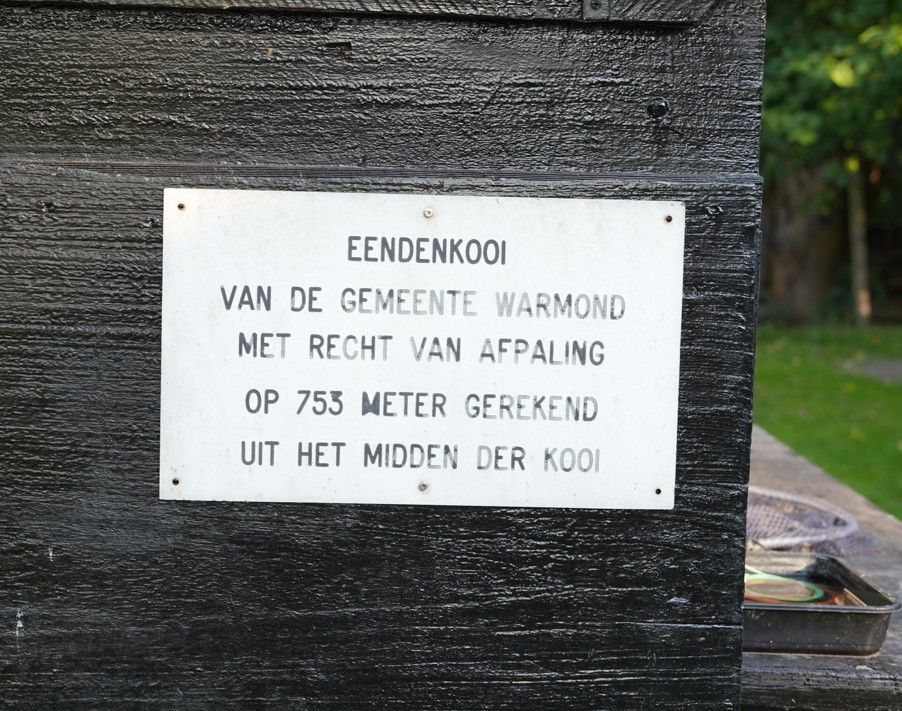 EENDENKOOI
VAN DE GEMEENTE WARMOND
MET RECHT VAN AFPALING
OP 753 METER GEREKEND
UIT HET MIDDEN DER KOOI